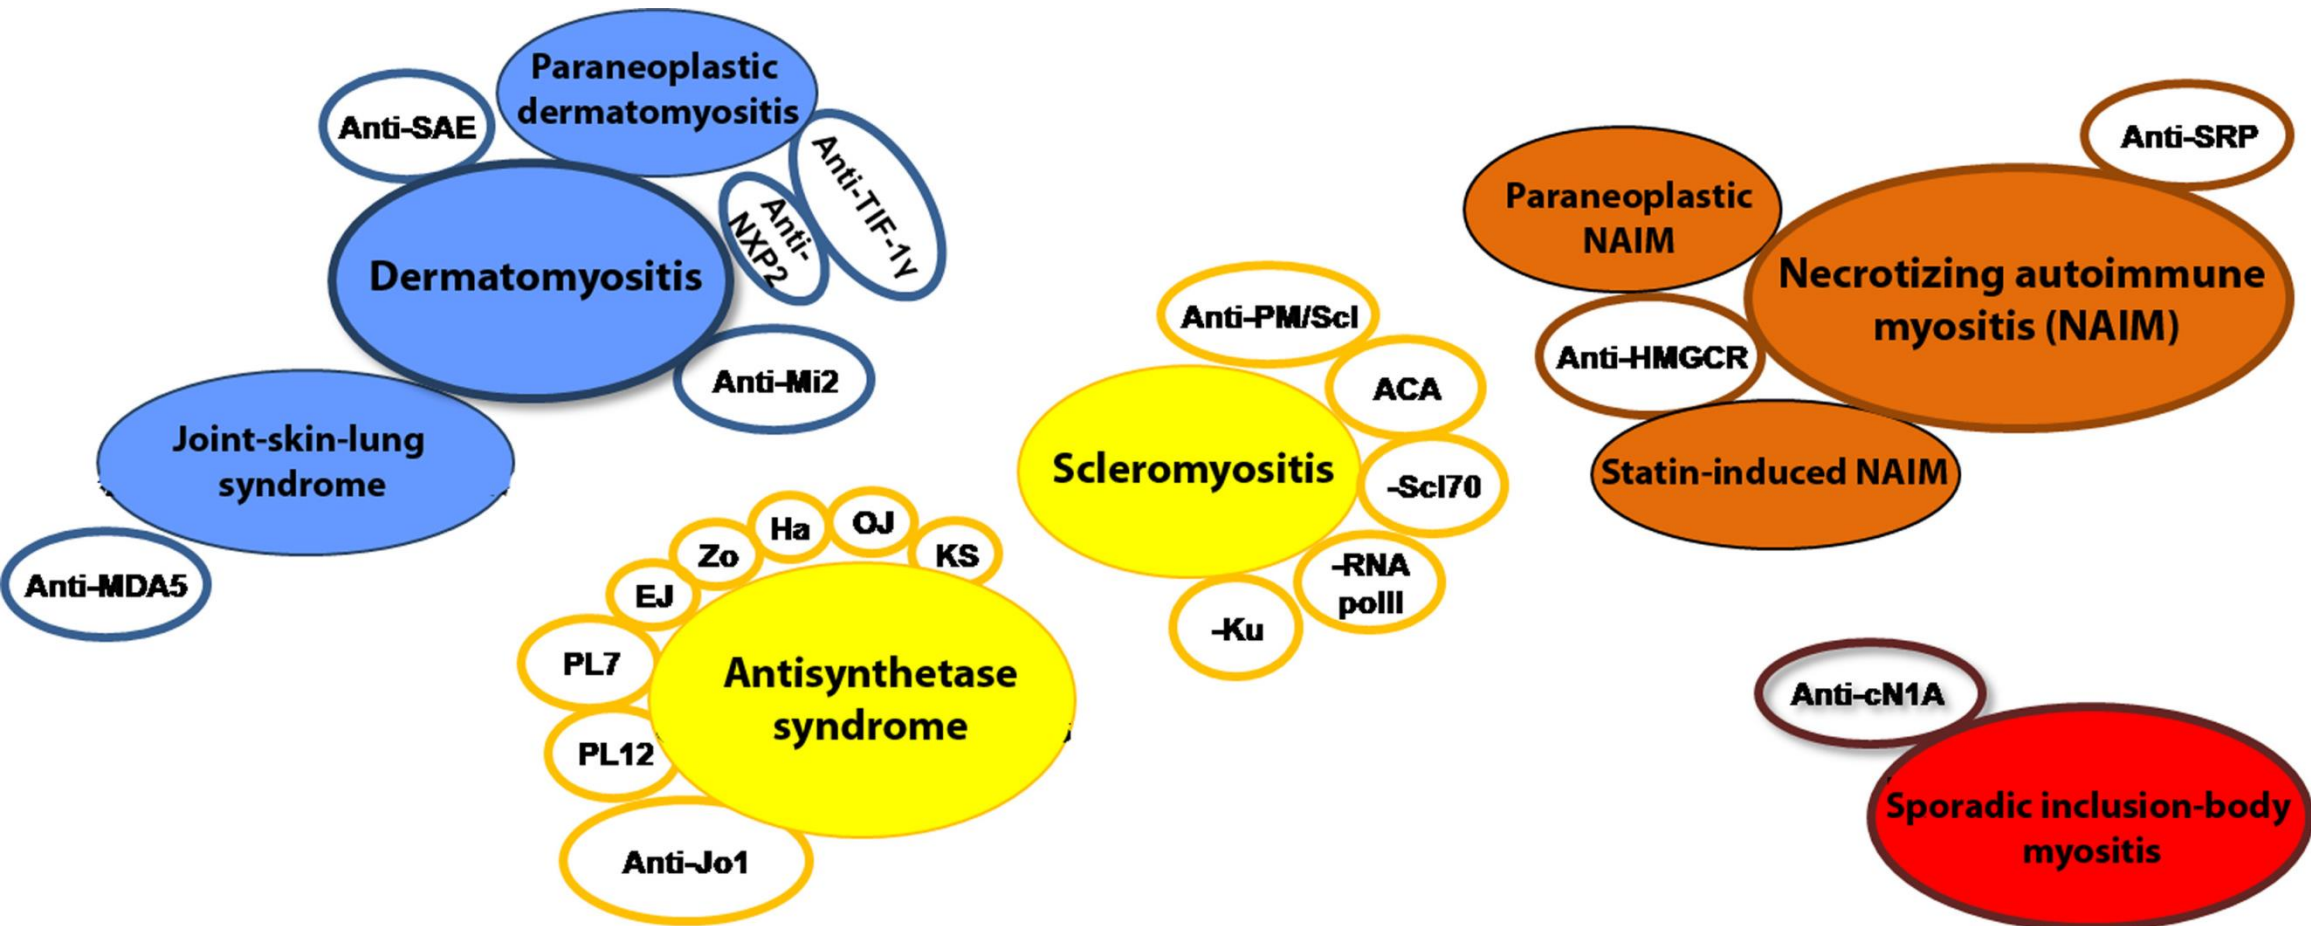 Paraneoplastic
dermatomyositis
Anti-SAE
Anti-TIF-1γ
Anti-
NXP2
Dermatomyositis
Anti-Mi2
Joint-skin-lung
syndrome
Anti-MDA5
Zo
Ha
OJ
KS
EJ
PL7
PL12
Antisynthetase
syndrome
Anti-Jo1
Anti-PM/Scl
ACA
Scleromyositis
-Scl70
-RNA
polII
-Ku
Paraneoplastic
NAIM
Anti-SRP
Necrotizing autoimmune
myositis (NAIM)
Anti-HMGCR
Statin-induced NAIM
Anti-cN1A
Sporadic inclusion-body
myositis